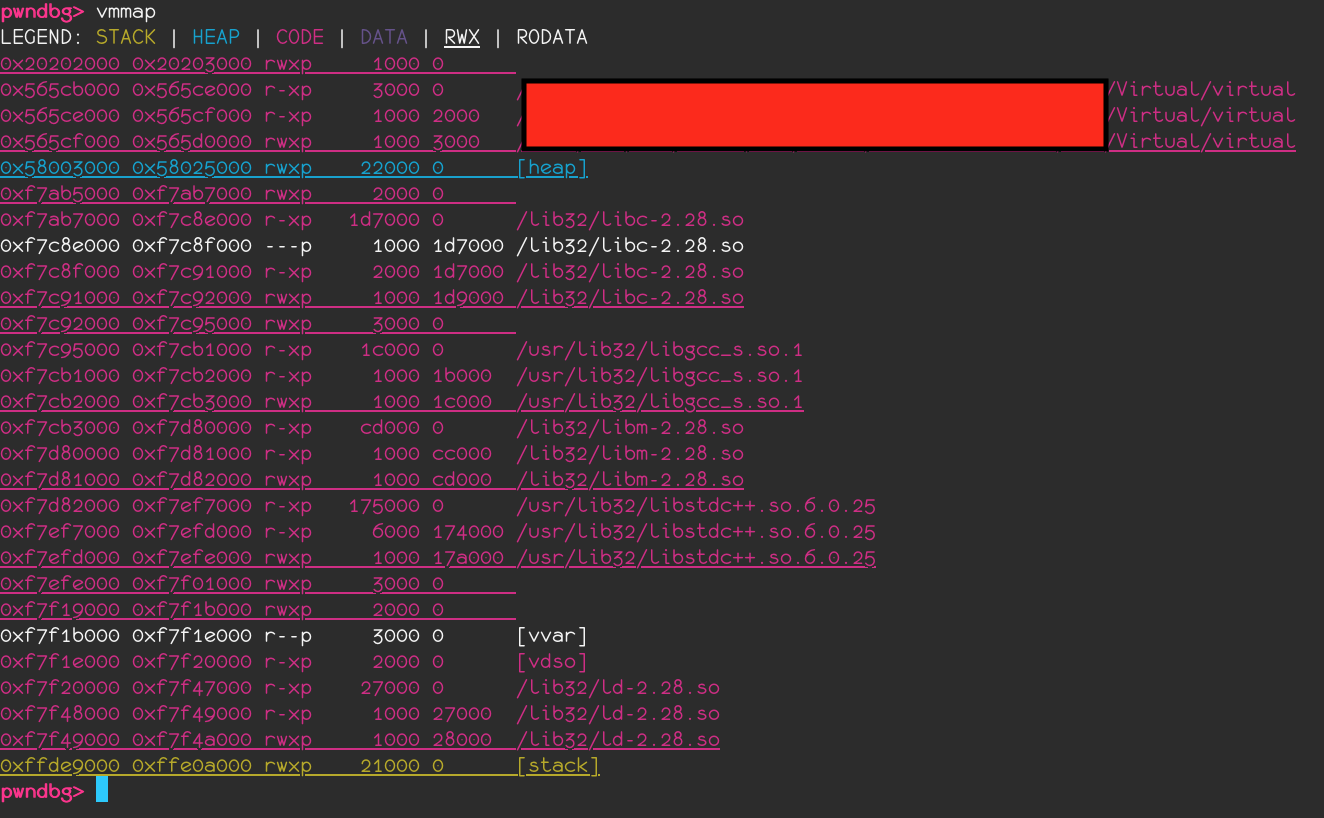 pwndbg> vmmap
LEGEND: STACK | HEAP | CODE | DATA | RWX | RODATA
0x20202000 0x20203000 rwxp     1000 0
0x565cb000 0x565ce000 r-xp     3000 0      / /Virtual/virtual
0x565ce000 0x565cf000 r-xp     1000 2000   / /Virtual/virtual
0x565cf000 0x565d0000 rwxp     1000 3000   / /Virtual/virtual
0x58003000 0x58025000 rwxp    22000 0      [heap]
0xf7ab5000 0xf7ab7000 rwxp     2000 0
0xf7ab7000 0xf7c8e000 r-xp   1d7000 0      /lib32/libc-2.28.so
0xf7c8e000 0xf7c8f000 ---p     1000 1d7000 /lib32/libc-2.28.so
0xf7c8f000 0xf7c91000 r-xp     2000 1d7000 /lib32/libc-2.28.so
0xf7c91000 0xf7c92000 rwxp     1000 1d9000 /lib32/libc-2.28.so
0xf7c92000 0xf7c95000 rwxp     3000 0
0xf7c95000 0xf7cb1000 r-xp    1c000 0      /usr/lib32/libgcc_s.so.1
0xf7cb1000 0xf7cb2000 r-xp     1000 1b000  /usr/lib32/libgcc_s.so.1
0xf7cb2000 0xf7cb3000 rwxp     1000 1c000  /usr/lib32/libgcc_s.so.1
0xf7cb3000 0xf7d80000 r-xp    cd000 0      /lib32/libm-2.28.so
0xf7d80000 0xf7d81000 r-xp     1000 cc000  /lib32/libm-2.28.so
0xf7d81000 0xf7d82000 rwxp     1000 cd000  /lib32/libm-2.28.so
0xf7d82000 0xf7ef7000 r-xp   175000 0      /usr/lib32/libstdc++.so.6.0.25
0xf7ef7000 0xf7efd000 r-xp     6000 174000 /usr/lib32/libstdc++.so.6.0.25
0xf7efd000 0xf7efe000 rwxp     1000 17a000 /usr/lib32/libstdc++.so.6.0.25
0xf7efe000 0xf7f01000 rwxp     3000 0
0xf7f19000 0xf7f1b000 rwxp     2000 0
0xf7f1b000 0xf7f1e000 r--p     3000 0      [vvar]
0xf7f1e000 0xf7f20000 r-xp     2000 0      [vdso]
0xf7f20000 0xf7f47000 r-xp    27000 0      /lib32/ld-2.28.so
0xf7f48000 0xf7f49000 r-xp     1000 27000  /lib32/ld-2.28.so
0xf7f49000 0xf7f4a000 rwxp     1000 28000  /lib32/ld-2.28.so
0xffde9000 0xffe0a000 rwxp    21000 0      [stack]
pwndbg>